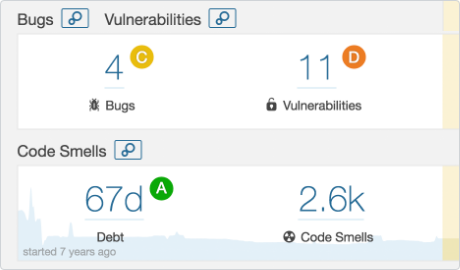 Bugs Vulnerabilities
4 C 11 D
Bugs Vulnerabilities
Code Smells
67d A 2.6k
Debt Code Smells
started 7 years ago